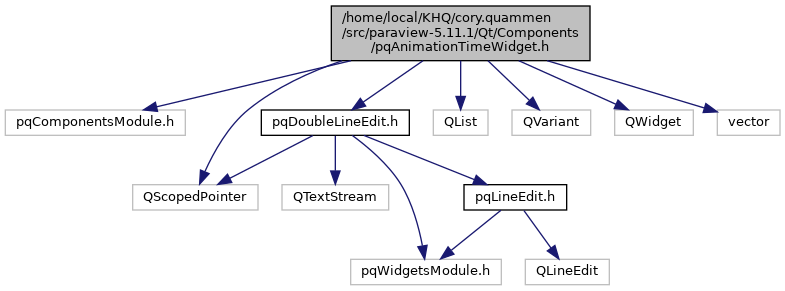 /home/local/KHQ/cory.quammen
/src/paraview-5.11.1/Qt/Components
/pqAnimationTimeWidget.h
pqComponentsModule.h
pqDoubleLineEdit.h
QList
QVariant
QWidget
vector
QScopedPointer
QTextStream
pqLineEdit.h
pqWidgetsModule.h
QLineEdit